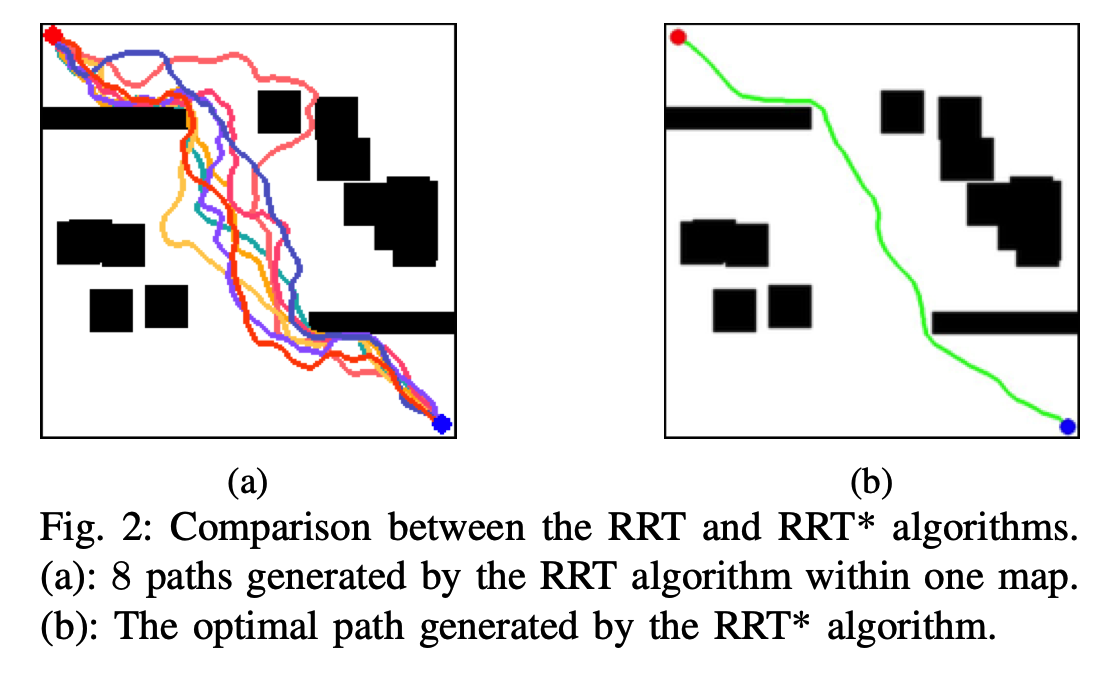 (a)
(b)
Fig. 2: Comparison between the RRT and RRT* algorithms.
(a): 8 paths generated by the RRT algorithm within one map.
(b): The optimal path generated by the RRT* algorithm.